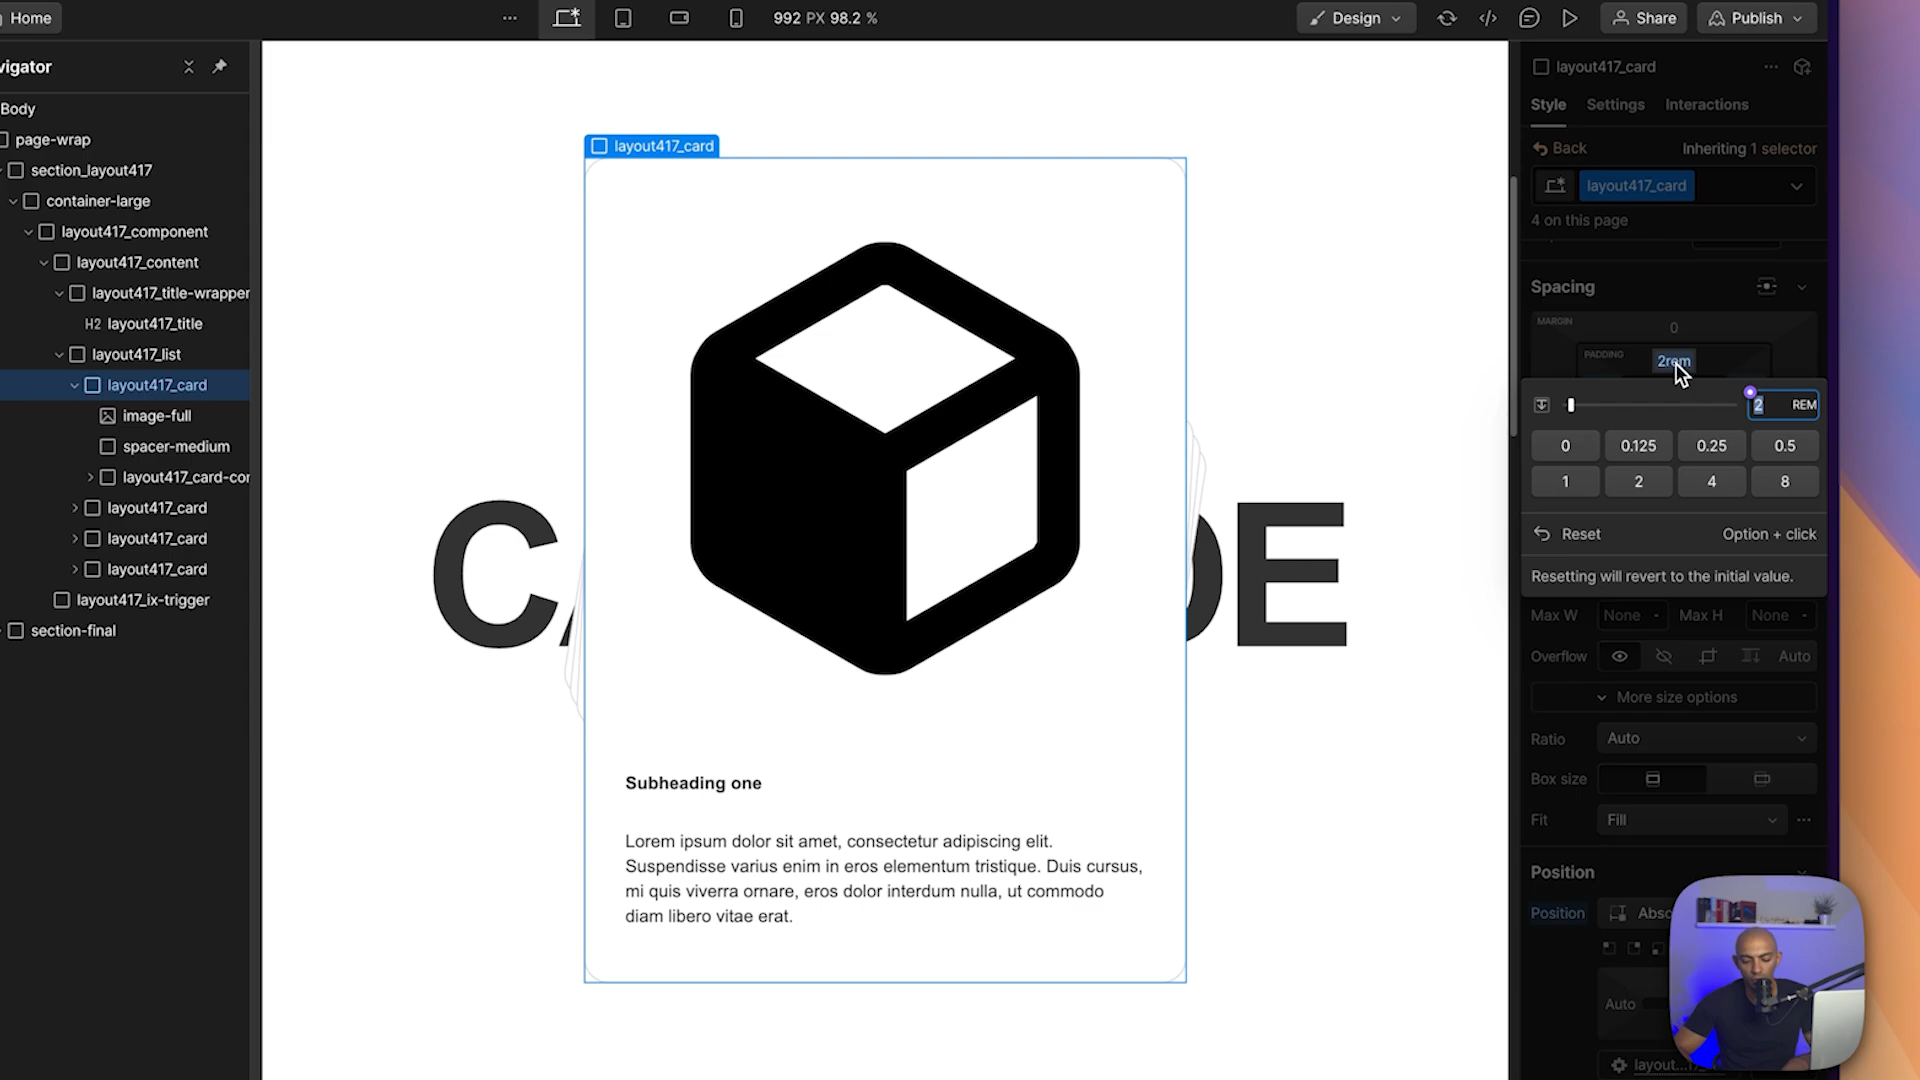 Home
992 PX 98.2 %
Design
Share
Publish
vigator
Body
page-wrap
section_layout417
container-large
layout417_component
layout417_content
layout417_title-wrapper
H2 layout417_title
layout417_list
layout417_card
image-full
spacer-medium
layout417_card-cor
layout417_card
layout417_card
layout417_card
layout417_ix-trigger
section-final
layout417_card
Subheading one
Lorem ipsum dolor sit amet, consectetur adipiscing elit.
Suspendisse varius enim in eros elementum tristique. Duis cursus,
mi quis viverra ornare, eros dolor interdum nulla, ut commodo
diam libero vitae erat.
layout417_card
Style Settings Interactions
Back Inheriting 1 selector
layout417_card
4 on this page
Spacing
MARGIN 0
PADDING 2rem
2 REM
0 0.125 0.25 0.5
1 2 4 8
Reset Option + click
Resetting will revert to the initial value.
Max W None - Max H None -
Overflow Auto
More size options
Ratio Auto
Box size
Fit Fill
Position
Position Abso
Auto